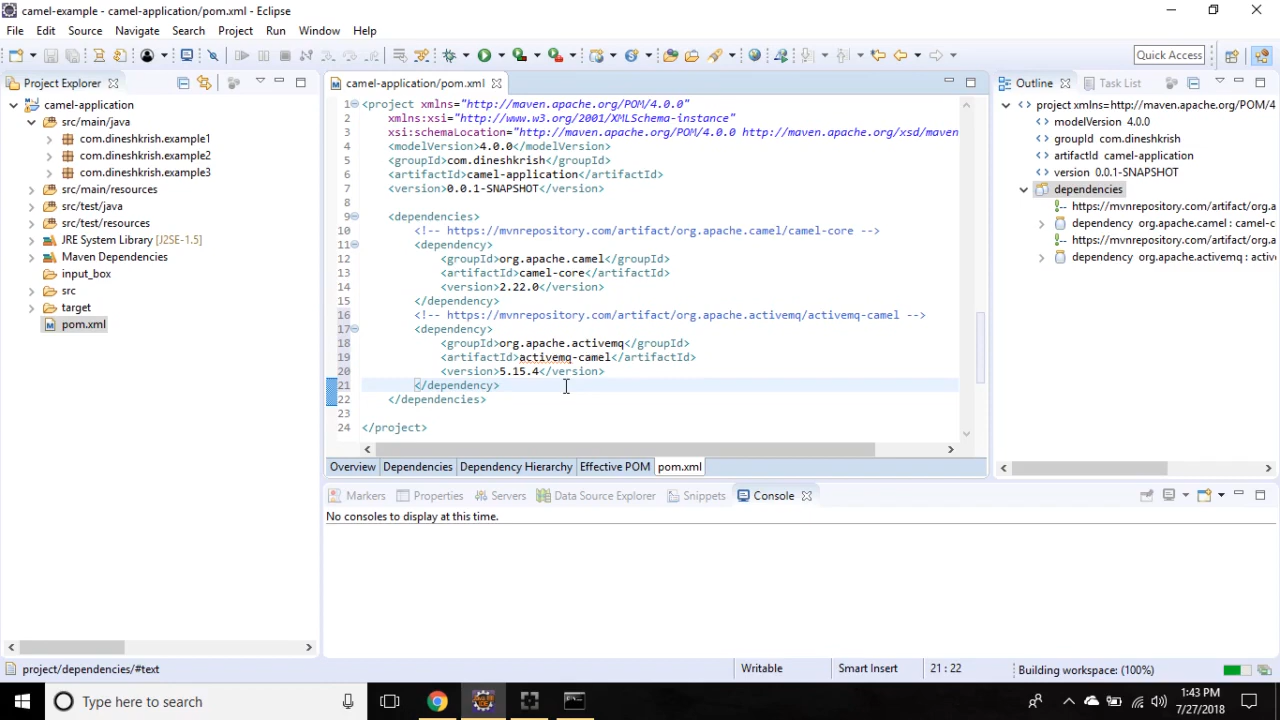 camel-example - camel-application/pom.xml - Eclipse
File Edit Source Navigate Search Project Run Window Help
Quick Access
Project Explorer
camel-application
src/main/java
com.dineshkrish.example1
com.dineshkrish.example2
com.dineshkrish.example3
src/main/resources
src/test/java
src/test/resources
JRE System Library [J2SE-1.5]
Maven Dependencies
input_box
src
target
pom.xml
camel-application/pom.xml
1 <project xmlns="http://maven.apache.org/POM/4.0.0"
2 xmlns:xsi="http://www.w3.org/2001/XMLSchema-instance"
3 xsi:schemaLocation="http://maven.apache.org/POM/4.0.0 http://maven.apache.org/xsd/maven
4 <modelVersion>4.0.0</modelVersion>
5 <groupId>com.dineshkrish</groupId>
6 <artifactId>camel-application</artifactId>
7 <version>0.0.1-SNAPSHOT</version>
8
9 <dependencies>
10 <!-- https://mvnrepository.com/artifact/org.apache.camel/camel-core -->
11 <dependency>
12 <groupId>org.apache.camel</groupId>
13 <artifactId>camel-core</artifactId>
14 <version>2.22.0</version>
15 </dependency>
16 <!-- https://mvnrepository.com/artifact/org.apache.activemq/activemq-camel -->
17 <dependency>
18 <groupId>org.apache.activemq</groupId>
19 <artifactId>activemq-camel</artifactId>
20 <version>5.15.4</version>
21 </dependency>
22 </dependencies>
23
24 </project>
Overview Dependencies Dependency Hierarchy Effective POM pom.xml
Outline Task List
project xmlns=http://maven.apache.org/POM/4
modelVersion 4.0.0
groupId com.dineshkrish
artifactId camel-application
version 0.0.1-SNAPSHOT
dependencies
https://mvnrepository.com/artifact/org.a
dependency org.apache.camel : camel-c
https://mvnrepository.com/artifact/org.a
dependency org.apache.activemq : active
Markers Properties Servers Data Source Explorer Snippets Console
No consoles to display at this time.
project/dependencies/#text
Writable Smart Insert 21 : 22 Building workspace: (100%)
Type here to search
1:43 PM
7/27/2018